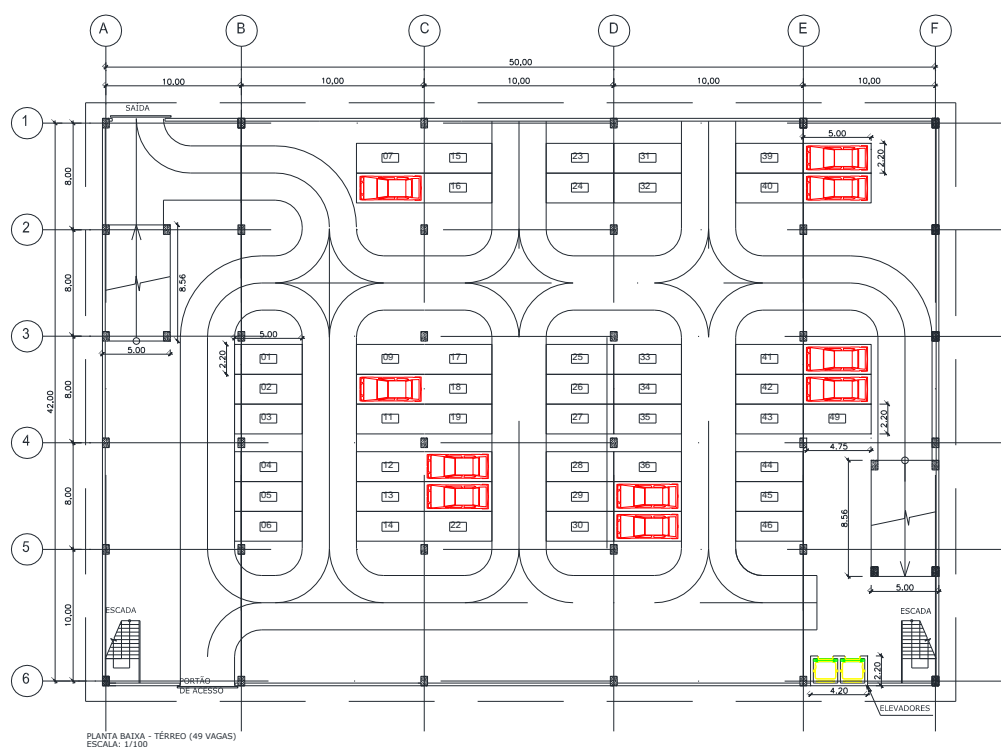 A B C D E F
50,00
10,00 10,00 10,00 10,00 10,00
SAÍDA
1
5.00
07 15 23 31 39
2.20
8,00
16 24 32 40
2
8,00
8.56
3
5.00
5.00
01 09 17 25 33 41
2.20
02 18 26 34 42
8,00
42,00
03 11 19 27 35 43 49
2.20
4
4.75
04 12 28 36 44
05 13 29 45
8,00
8.56
06 14 22 30 46
5
5.00
10,00
ESCADA
ESCADA
2.20
6
PORTÃO
DE ACESSO
4.20
ELEVADORES
PLANTA BAIXA - TÉRREO (49 VAGAS)
ESCALA: 1/100